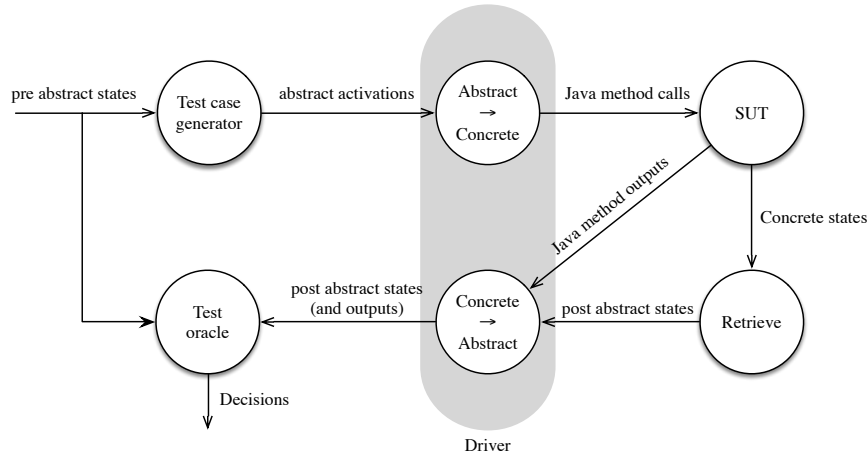 pre abstract states
Test case
generator
abstract activations
Abstract
→
Concrete
Java method calls
SUT
Java method outputs
Concrete states
Test
oracle
post abstract states
(and outputs)
Concrete
→
Abstract
post abstract states
Retrieve
Decisions
Driver